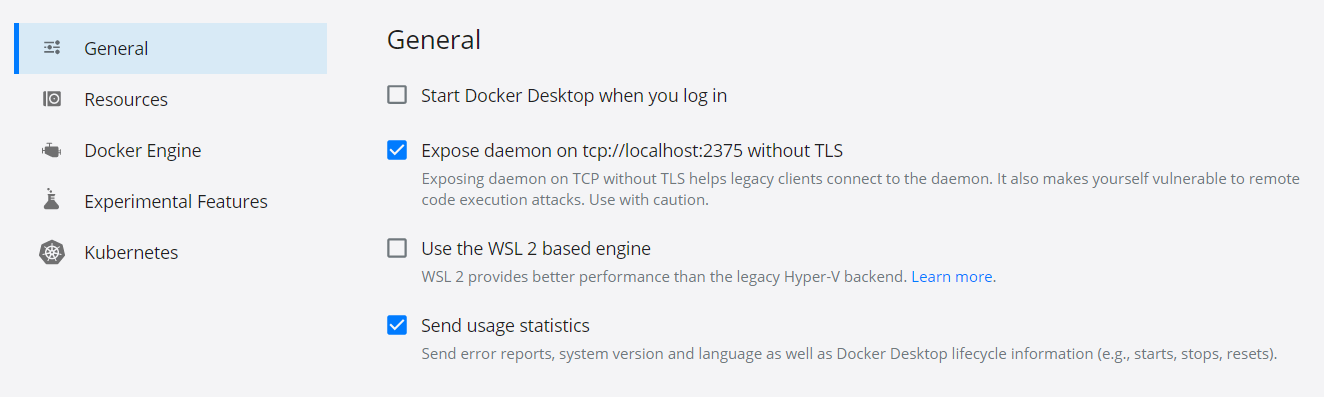 General
Resources
Docker Engine
Experimental Features
Kubernetes
General
Start Docker Desktop when you log in
Expose daemon on tcp://localhost:2375 without TLS
Exposing daemon on TCP without TLS helps legacy clients connect to the daemon. It also makes yourself vulnerable to remote
code execution attacks. Use with caution.
Use the WSL 2 based engine
WSL 2 provides better performance than the legacy Hyper-V backend. Learn more.
Send usage statistics
Send error reports, system version and language as well as Docker Desktop lifecycle information (e.g., starts, stops, resets).